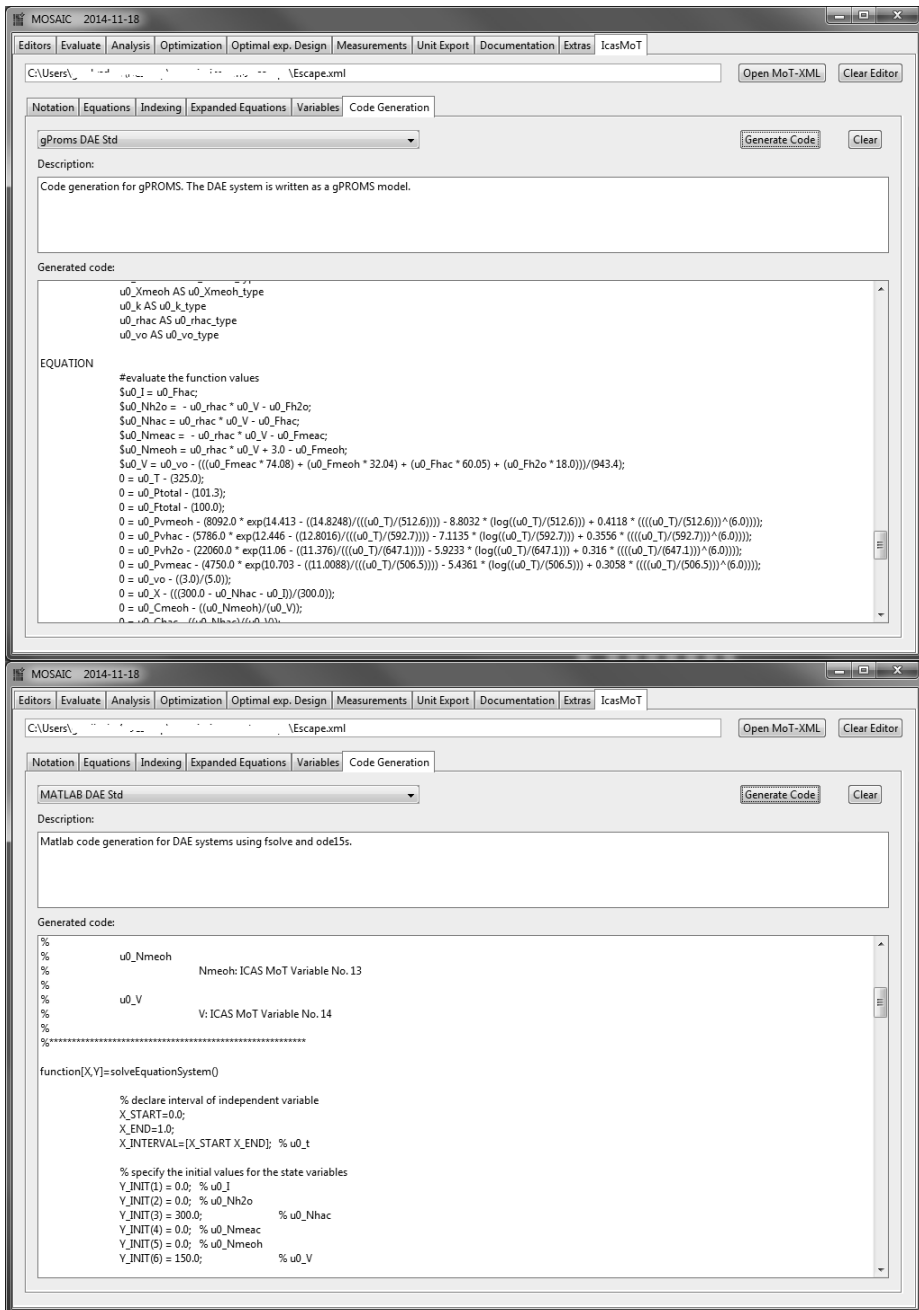 MOSAIC 2014-11-18
Editors Evaluate Analysis Optimization Optimal exp. Design Measurements Unit Export Documentation Extras IcasMoT
C:\Users\ \Escape.xml Open MoT-XML Clear Editor
Notation Equations Indexing Expanded Equations Variables Code Generation
gProms DAE Std Generate Code Clear
Description:
Code generation for gPROMS. The DAE system is written as a gPROMS model.
Generated code:
u0_Xmeoh AS u0_Xmeoh_type
u0_k AS u0_k_type
u0_rhac AS u0_rhac_type
u0_vo AS u0_vo_type
EQUATION
#evaluate the function values
$u0_I = u0_Fhac;
$u0_Nh2o = - u0_rhac * u0_V - u0_Fh2o;
$u0_Nhac = u0_rhac * u0_V - u0_Fhac;
$u0_Nmeac = - u0_rhac * u0_V - u0_Fmeac;
$u0_Nmeoh = u0_rhac * u0_V + 3.0 - u0_Fmeoh;
$u0_V = u0_vo - (((u0_Fmeac * 74.08) + (u0_Fmeoh * 32.04) + (u0_Fhac * 60.05) + (u0_Fh2o * 18.0)))/(943.4);
0 = u0_T - (325.0);
0 = u0_Ptotal - (101.3);
0 = u0_Ftotal - (100.0);
0 = u0_Pvmeoh - (8092.0 * exp(14.413 - ((14.8248)/(((u0_T)/(512.6)))) - 8.8032 * (log((u0_T)/(512.6))) + 0.4118 * ((((u0_T)/(512.6)))^(6.0))));
0 = u0_Pvhac - (5786.0 * exp(12.446 - ((12.8016)/(((u0_T)/(592.7)))) - 7.1135 * (log((u0_T)/(592.7))) + 0.3556 * ((((u0_T)/(592.7)))^(6.0))));
0 = u0_Pvh2o - (22060.0 * exp(11.06 - ((11.376)/(((u0_T)/(647.1)))) - 5.9233 * (log((u0_T)/(647.1))) + 0.316 * ((((u0_T)/(647.1)))^(6.0))));
0 = u0_Pvmeac - (4750.0 * exp(10.703 - ((11.0088)/(((u0_T)/(506.5)))) - 5.4361 * (log((u0_T)/(506.5))) + 0.3058 * ((((u0_T)/(506.5)))^(6.0))));
0 = u0_vo - ((3.0)/(5.0));
0 = u0_X - (((300.0 - u0_Nhac - u0_I))/(300.0));
0 = u0_Cmeoh - ((u0_Nmeoh)/(u0_V));
0 = u0_Chac - ((u0_Nhac)/(u0_V));
MOSAIC 2014-11-18
Editors Evaluate Analysis Optimization Optimal exp. Design Measurements Unit Export Documentation Extras IcasMoT
C:\Users\ \Escape.xml Open MoT-XML Clear Editor
Notation Equations Indexing Expanded Equations Variables Code Generation
MATLAB DAE Std Generate Code Clear
Description:
Matlab code generation for DAE systems using fsolve and ode15s.
Generated code:
%
% u0_Nmeoh
% Nmeoh: ICAS MoT Variable No. 13
%
% u0_V
% V: ICAS MoT Variable No. 14
%
%*********************************************************
function[X,Y]=solveEquationSystem()
% declare interval of independent variable
X_START=0.0;
X_END=1.0;
X_INTERVAL=[X_START X_END]; % u0_t
% specify the initial values for the state variables
Y_INIT(1) = 0.0; % u0_I
Y_INIT(2) = 0.0; % u0_Nh2o
Y_INIT(3) = 300.0; % u0_Nhac
Y_INIT(4) = 0.0; % u0_Nmeac
Y_INIT(5) = 0.0; % u0_Nmeoh
Y_INIT(6) = 150.0; % u0_V